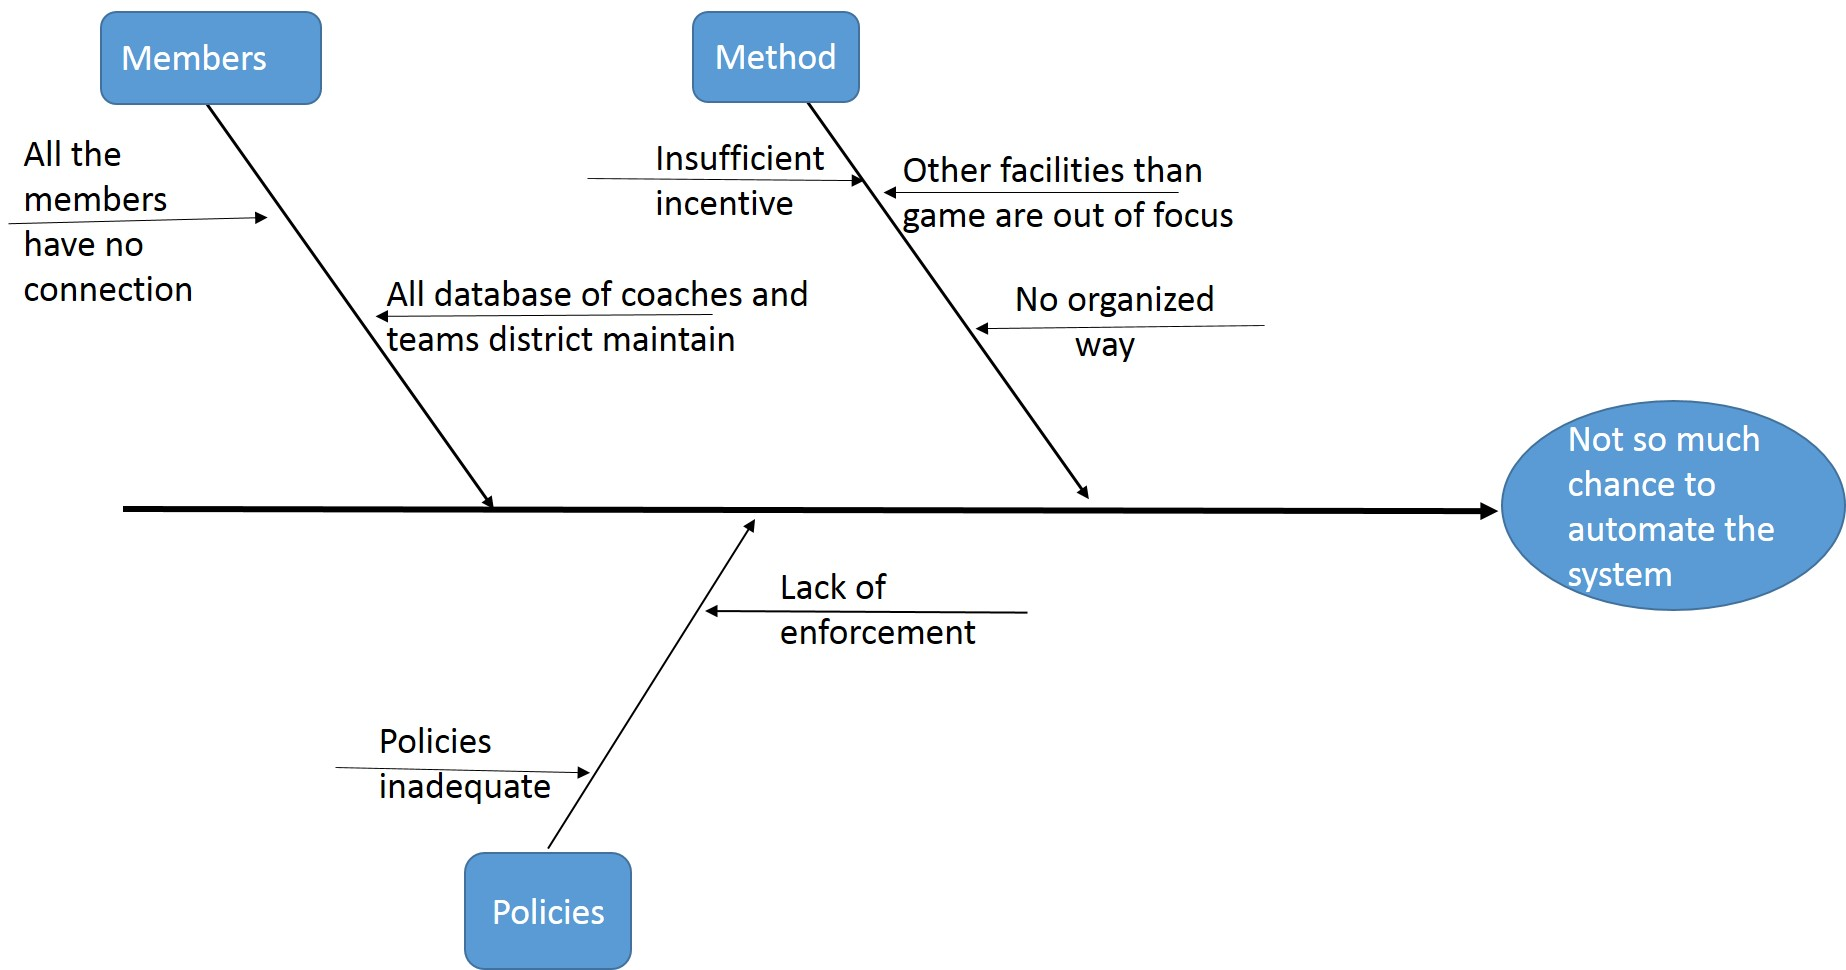 Members
Method
All the
members
have no
connection
Insufficient
incentive
Other facilities than
game are out of focus
All database of coaches and
teams district maintain
No organized
way
Not so much
chance to
automate the
system
Lack of
enforcement
Policies
inadequate
Policies